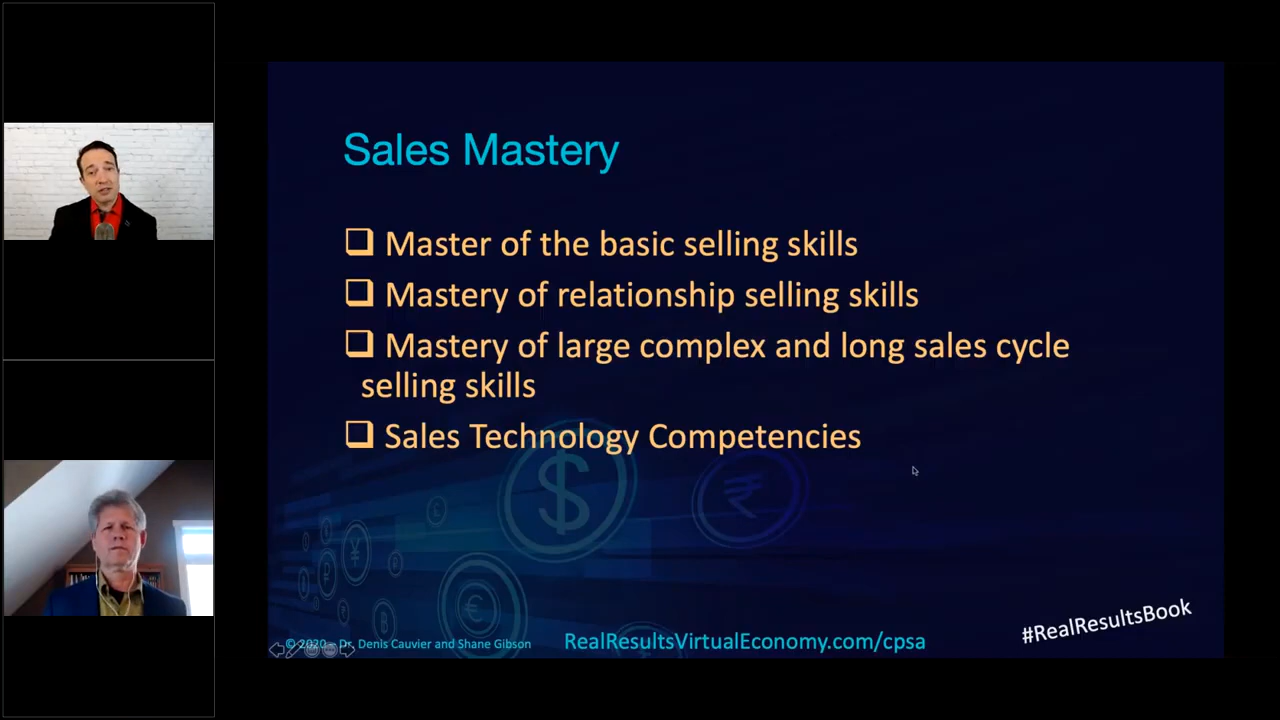 Sales Mastery
Master of the basic selling skills
Mastery of relationship selling skills
Mastery of large complex and long sales cycle
selling skills
Sales Technology Competencies
#RealResultsBook
© 2020 – Dr. Denis Cauvier and Shane Gibson
RealResultsVirtualEconomy.com/cpsa